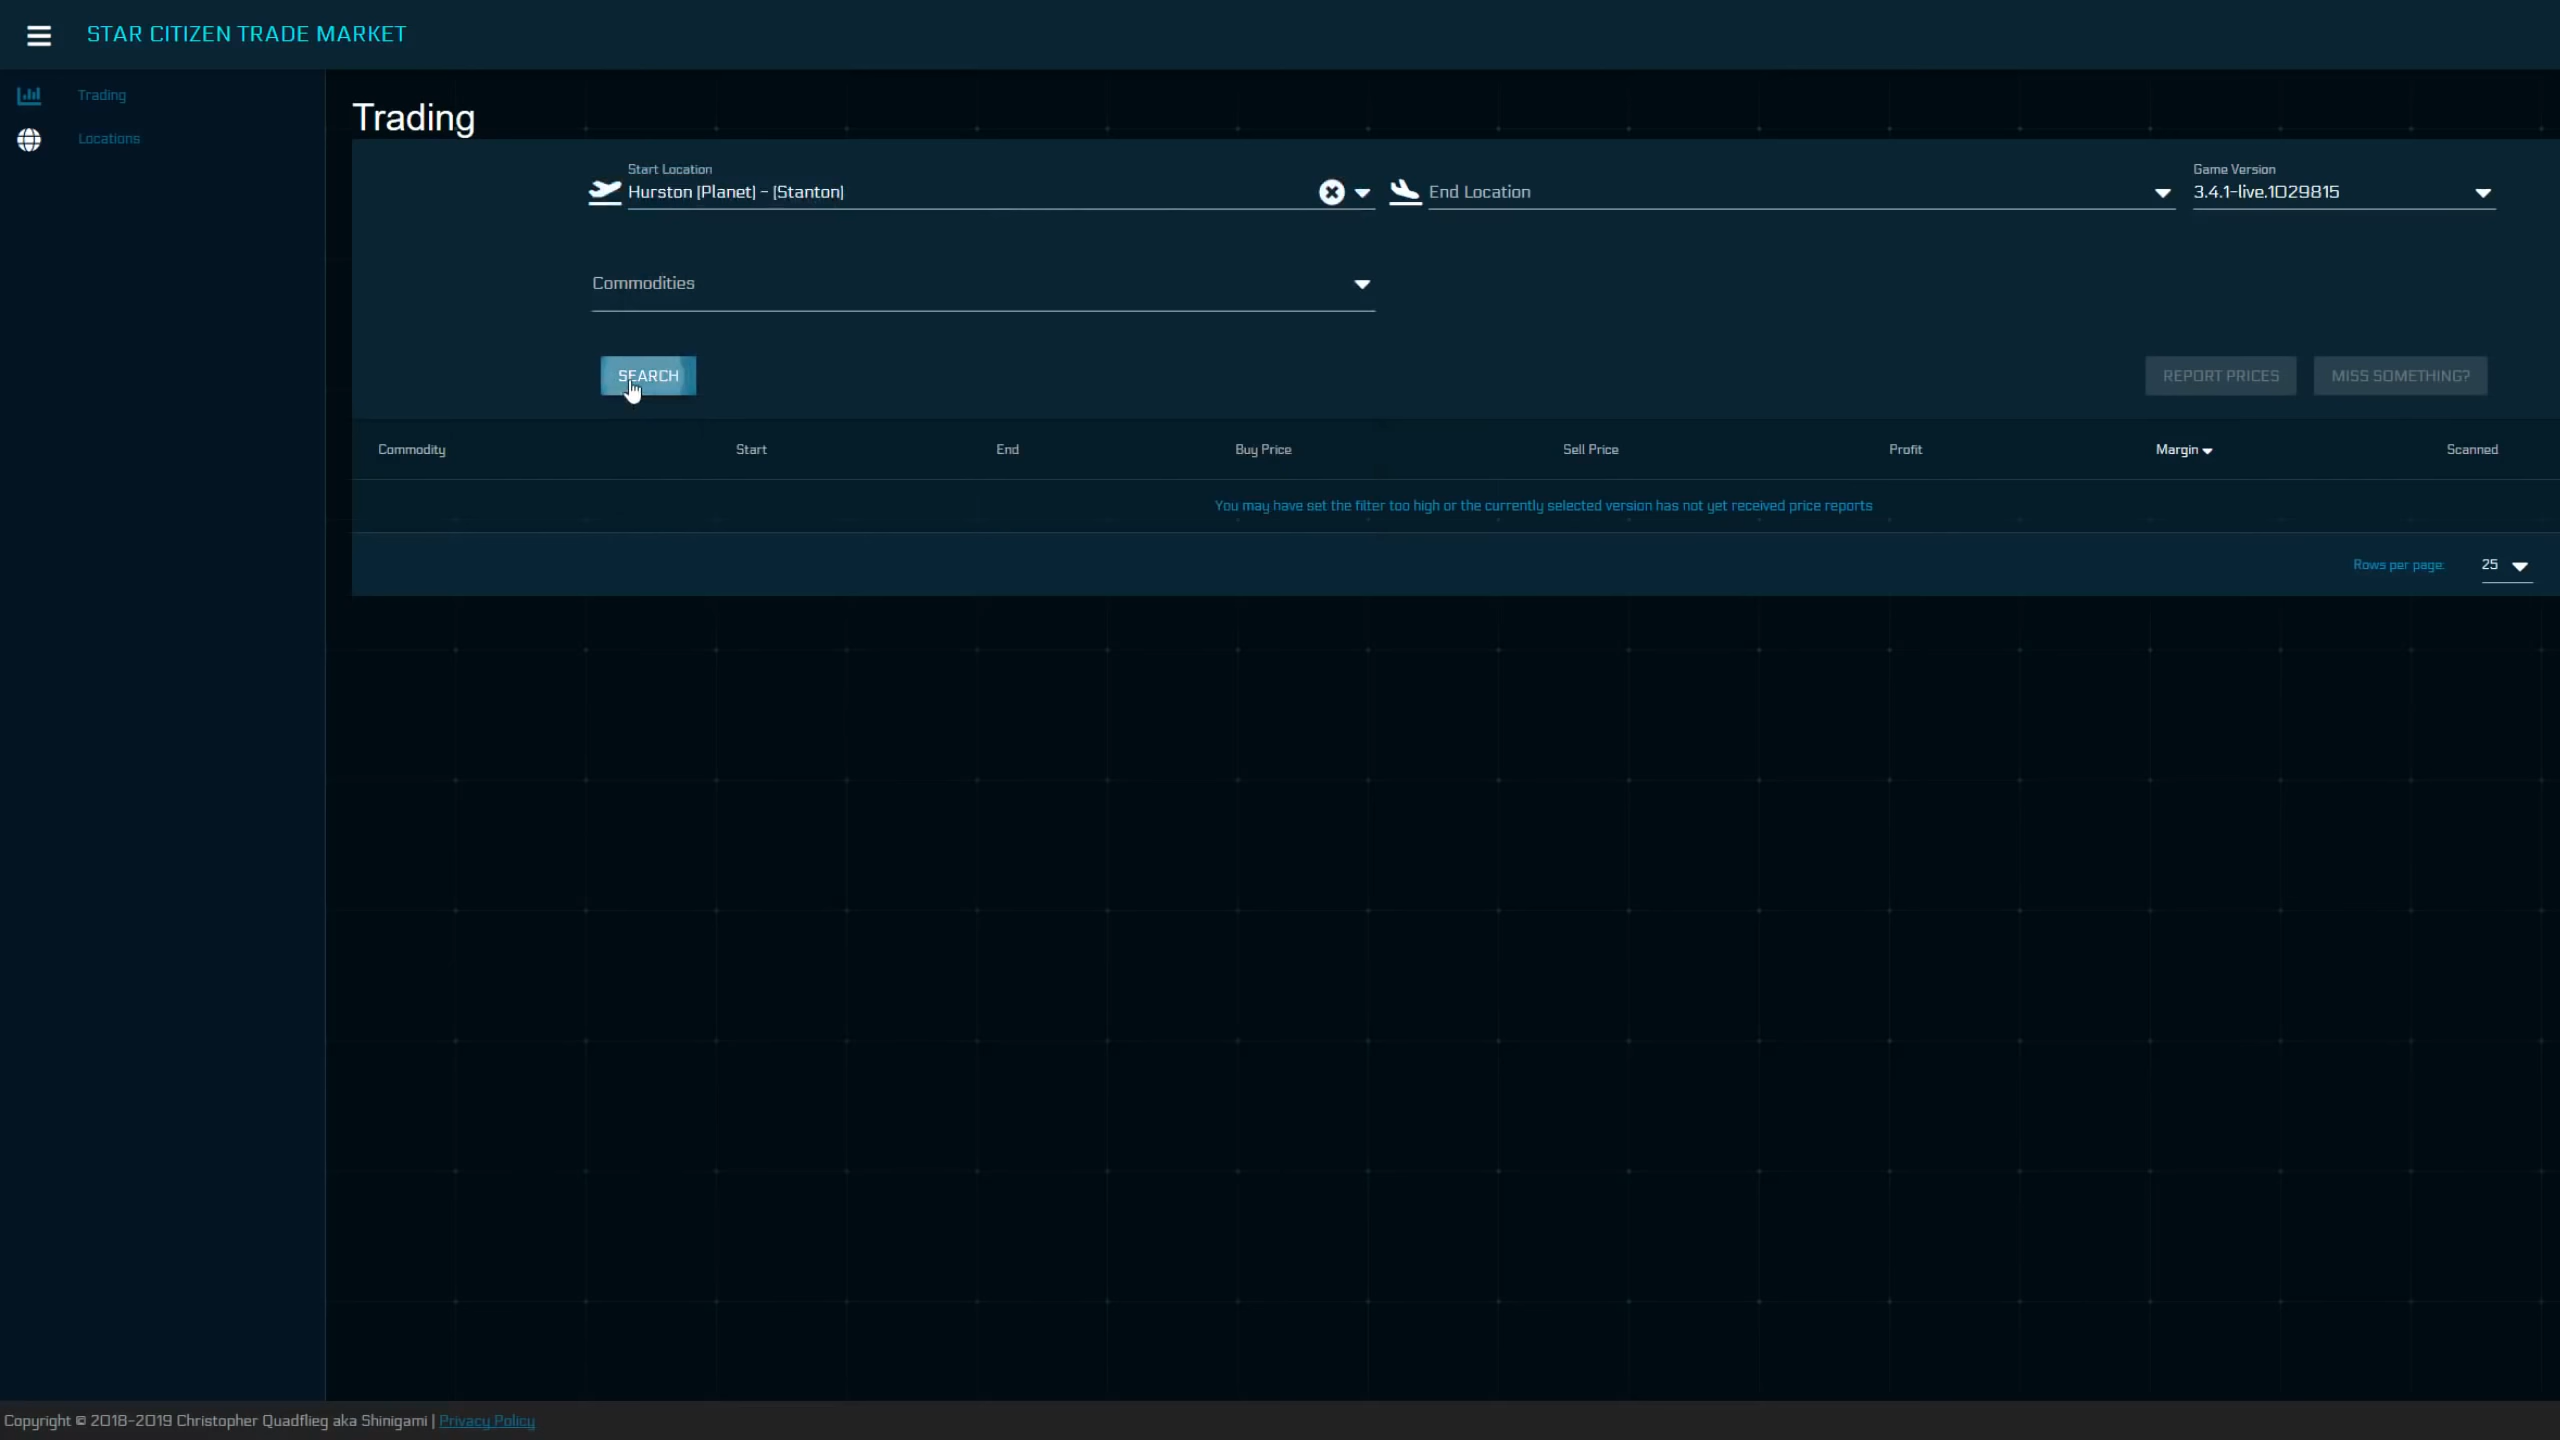 STAR CITIZEN TRADE MARKET
Trading
Locations
Trading
Start Location
Hurston (Planet) - (Stanton)
End Location
Game Version
3.4.1-live.1029815
Commodities
SEARCH
REPORT PRICES
MISS SOMETHING?
Commodity Start End Buy Price Sell Price Profit Margin Scanned
You may have set the filter too high or the currently selected version has not yet received price reports
Rows per page: 25
Copyright © 2018-2019 Christopher Quadflieg aka Shinigami | Privacy Policy